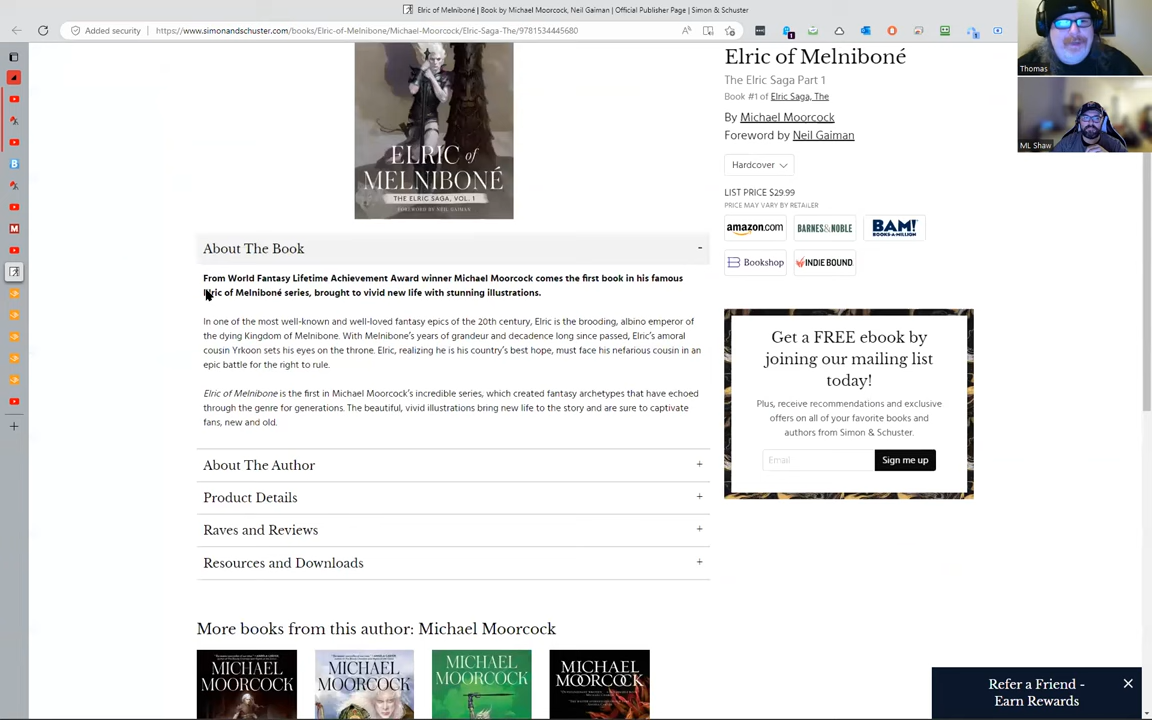 Elric of Melniboné | Book by Michael Moorcock, Neil Gaiman | Official Publisher Page | Simon & Schuster
Added security
https://www.simonandschuster.com/books/Elric-of-Melnibone/Michael-Moorcock/Elric-Saga-The/9781534445680
Thomas
ML Shaw
ELRIC of
MELNIBONÉ
THE ELRIC SAGA, VOL. 1
FOREWORD BY NEIL GAIMAN
Elric of Melniboné
The Elric Saga Part 1
Book #1 of Elric Saga, The
By Michael Moorcock
Foreword by Neil Gaiman
Hardcover
LIST PRICE $29.99
PRICE MAY VARY BY RETAILER
amazon.com
BARNES&NOBLE
BAM!
BOOKS-A-MILLION
Bookshop
INDIE BOUND
About The Book
-
From World Fantasy Lifetime Achievement Award winner Michael Moorcock comes the first book in his famous
Elric of Melniboné series, brought to vivid new life with stunning illustrations.
In one of the most well-known and well-loved fantasy epics of the 20th century, Elric is the brooding, albino emperor of
the dying Kingdom of Melnibone. With Melnibone's years of grandeur and decadence long since passed, Elric's amoral
cousin Yrkoon sets his eyes on the throne. Elric, realizing he is his country's best hope, must face his nefarious cousin in an
epic battle for the right to rule.
Elric of Melnibone is the first in Michael Moorcock's incredible series, which created fantasy archetypes that have echoed
through the genre for generations. The beautiful, vivid illustrations bring new life to the story and are sure to captivate
fans, new and old.
About The Author
+
Product Details
+
Raves and Reviews
+
Resources and Downloads
+
Get a FREE ebook by
joining our mailing list
today!
Plus, receive recommendations and exclusive
offers on all of your favorite books and
authors from Simon & Schuster.
Email
Sign me up
More books from this author: Michael Moorcock
MICHAEL
MOORCOCK
MICHAEL
MOORCOCK
MICHAEL
MOORCOCK
MICHAEL
MOORCOCK
Refer a Friend -
Earn Rewards